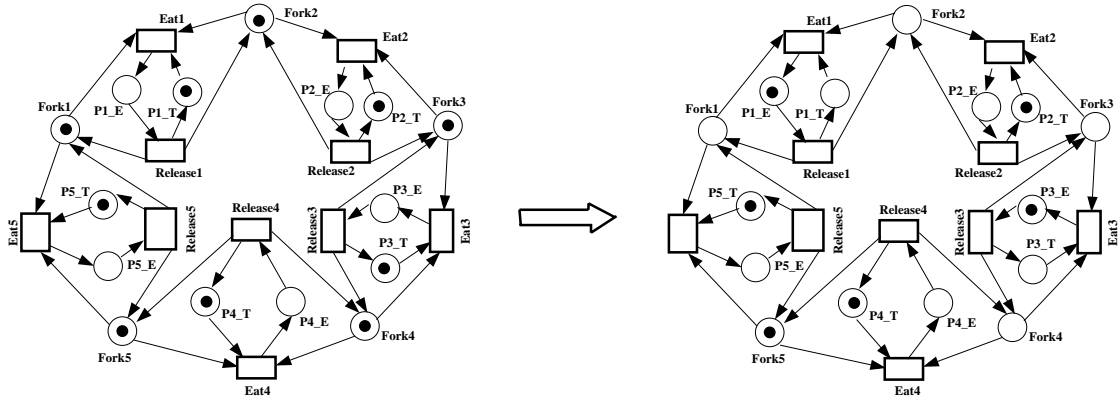 Eat1
Fork2
Eat2
P1_E
P1_T
P2_E
P2_T
Fork1
Fork3
Release1
Release2
P5_T
Release4
P3_E
Eat5
Release5
Release3
Eat3
P5_E
P3_T
P4_T
P4_E
Fork5
Fork4
Eat4
Eat1
Fork2
Eat2
P1_E
P1_T
P2_E
P2_T
Fork1
Fork3
Release1
Release2
P5_T
Release4
P3_E
Release5
Release3
Eat3
P5_E
P3_T
P4_T
P4_E
Fork5
Fork4
Eat4